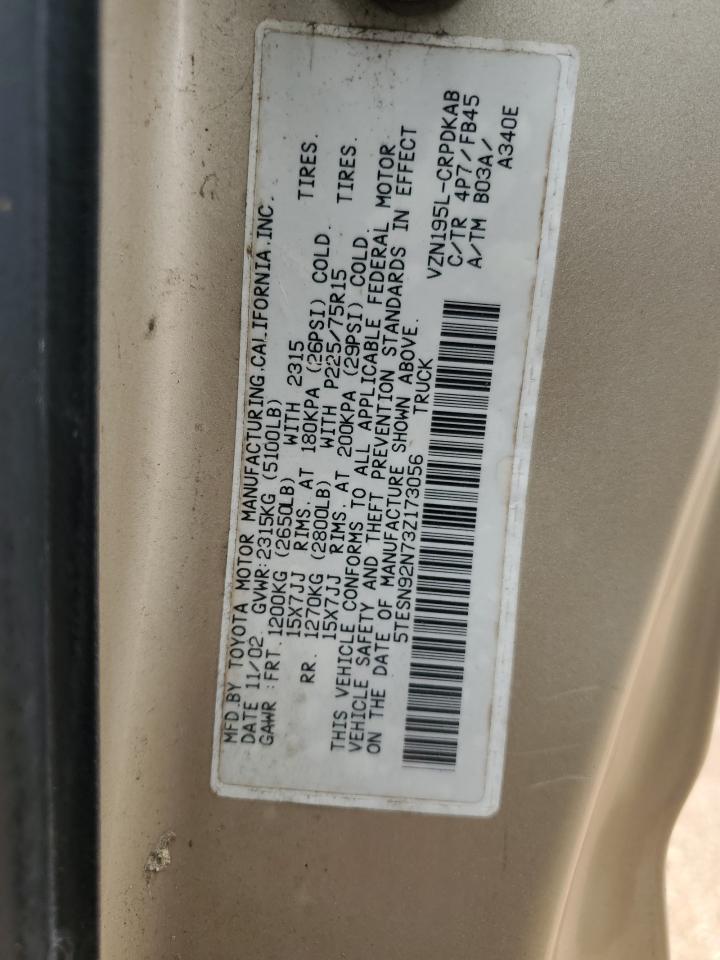 MFD.BY TOYOTA MOTOR MANUFACTURING.CALIFORNIA.INC.
DATE 11/02 GVWR:2315KG (5100LB)
GAWR :FRT.1200KG (2650LB) WITH 2315 TIRES.
15X7JJ RIMS. AT 180KPA (26PSI) COLD.
RR. 1270KG (2800LB) WITH P225/75R15 TIRES.
15X7JJ RIMS. AT 200KPA (29PSI) COLD.
THIS VEHICLE CONFORMS TO ALL APPLICABLE FEDERAL MOTOR
VEHICLE SAFETY AND THEFT PREVENTION STANDARDS IN EFFECT
ON THE DATE OF MANUFACTURE SHOWN ABOVE.
5TESN92N73Z173056 TRUCK
VZN195L-CRPDKAB
C/TR 4P7/FB45
A/TM B03A/
A340E